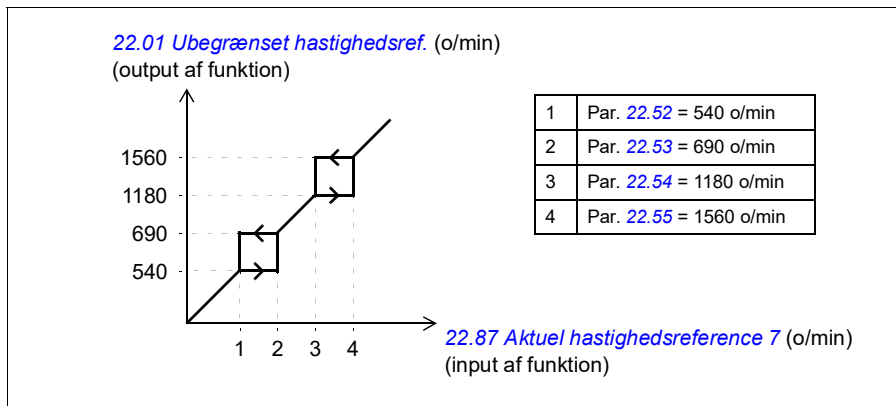 22.01 Ubegrænset hastighedsref. (o/min)
(output af funktion)
1 Par. 22.52 = 540 o/min
2 Par. 22.53 = 690 o/min
3 Par. 22.54 = 1180 o/min
4 Par. 22.55 = 1560 o/min
1560
1180
690
540
1 2 3 4
22.87 Aktuel hastighedsreference 7 (o/min)
(input af funktion)